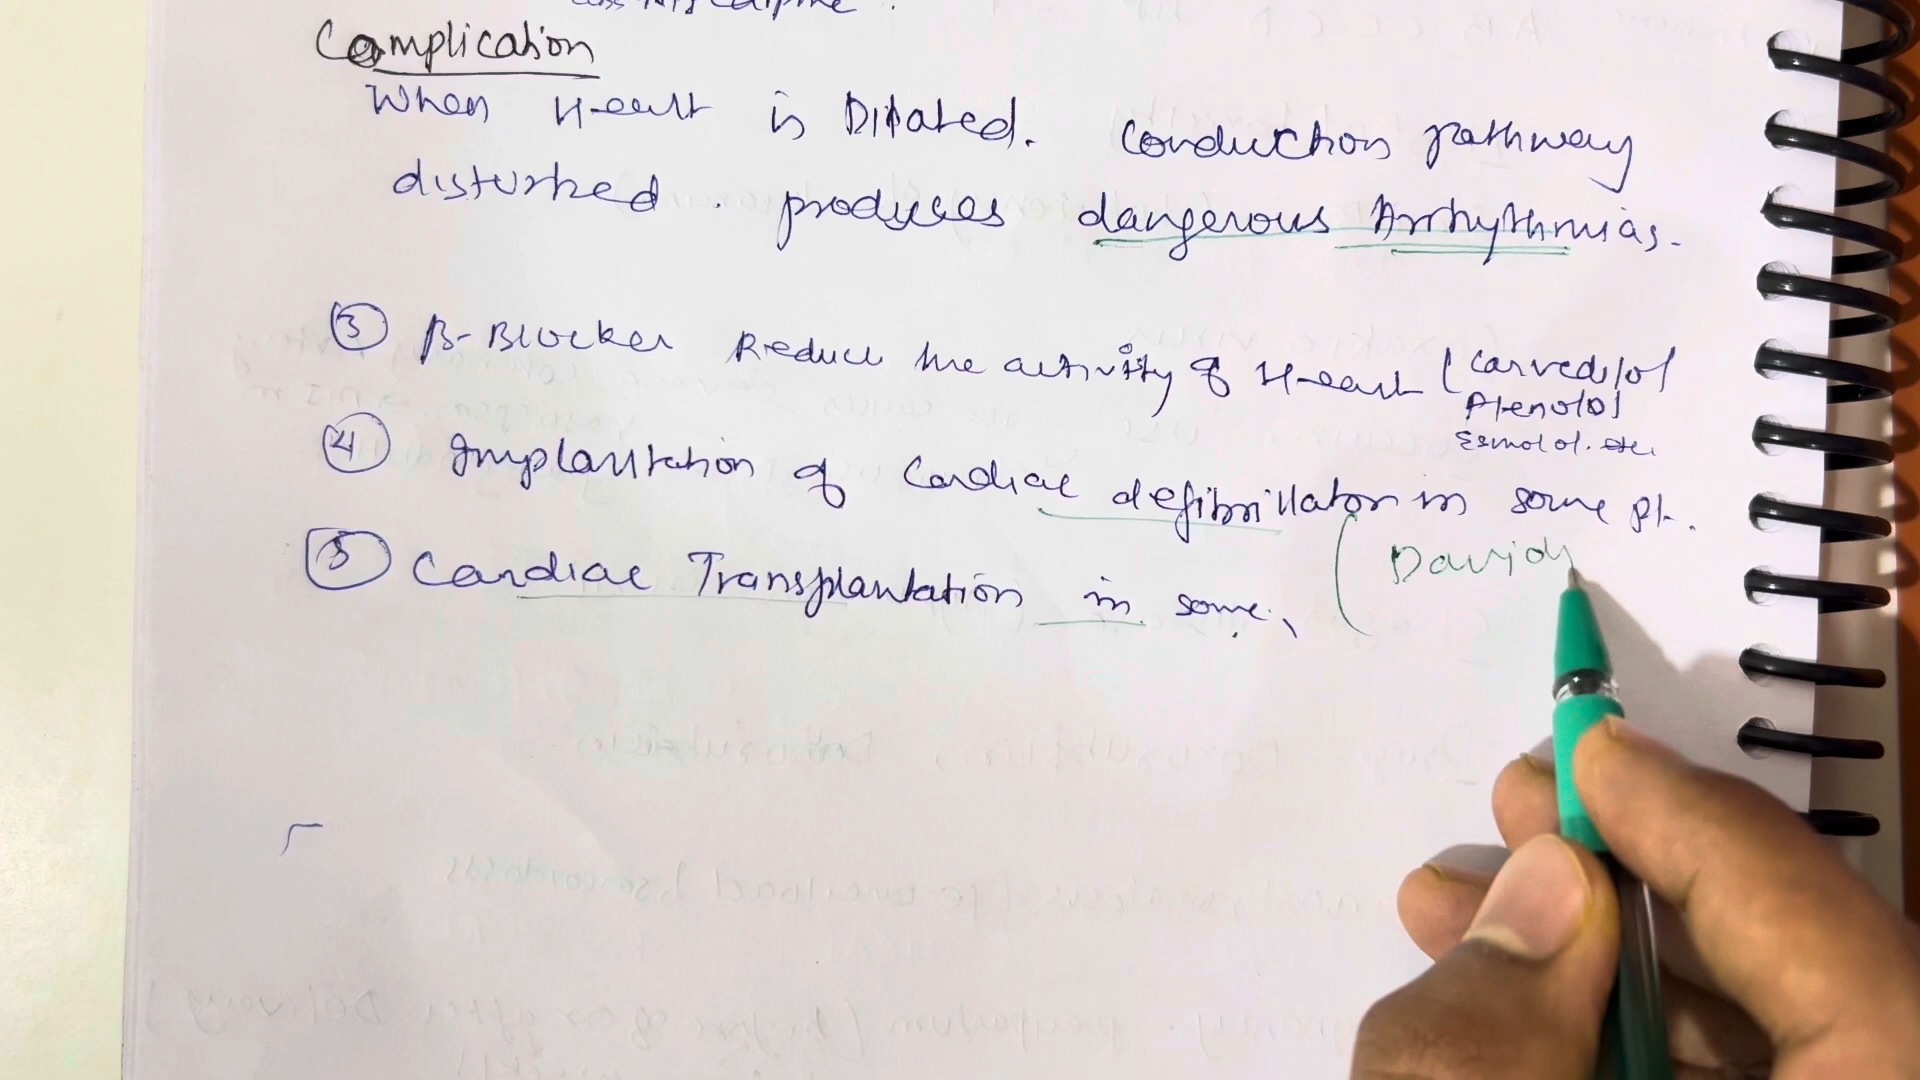 Complication
When Heart is Dilated. Conduction pathway
disturbed. produces dangerous Arrhythmias.
③ β-Blocker Reduce the activity of Heart (Carvedilol
Atenolol
Esmolol. etc.
④ Implantation of Cardiac defibrillator in some pt.
⑤ Cardiac Transplantation in some,
(David